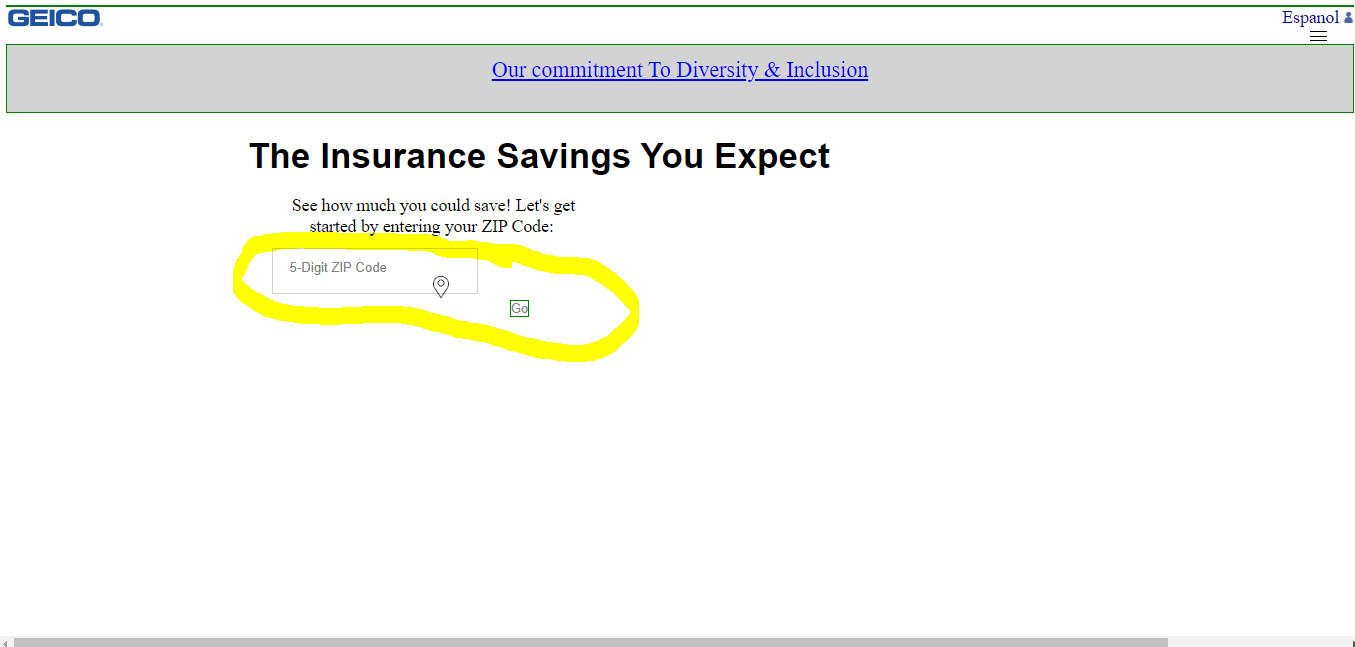 GEICO
Espanol
Our commitment To Diversity & Inclusion
The Insurance Savings You Expect
See how much you could save! Let's get
started by entering your ZIP Code:
5-Digit ZIP Code
Go